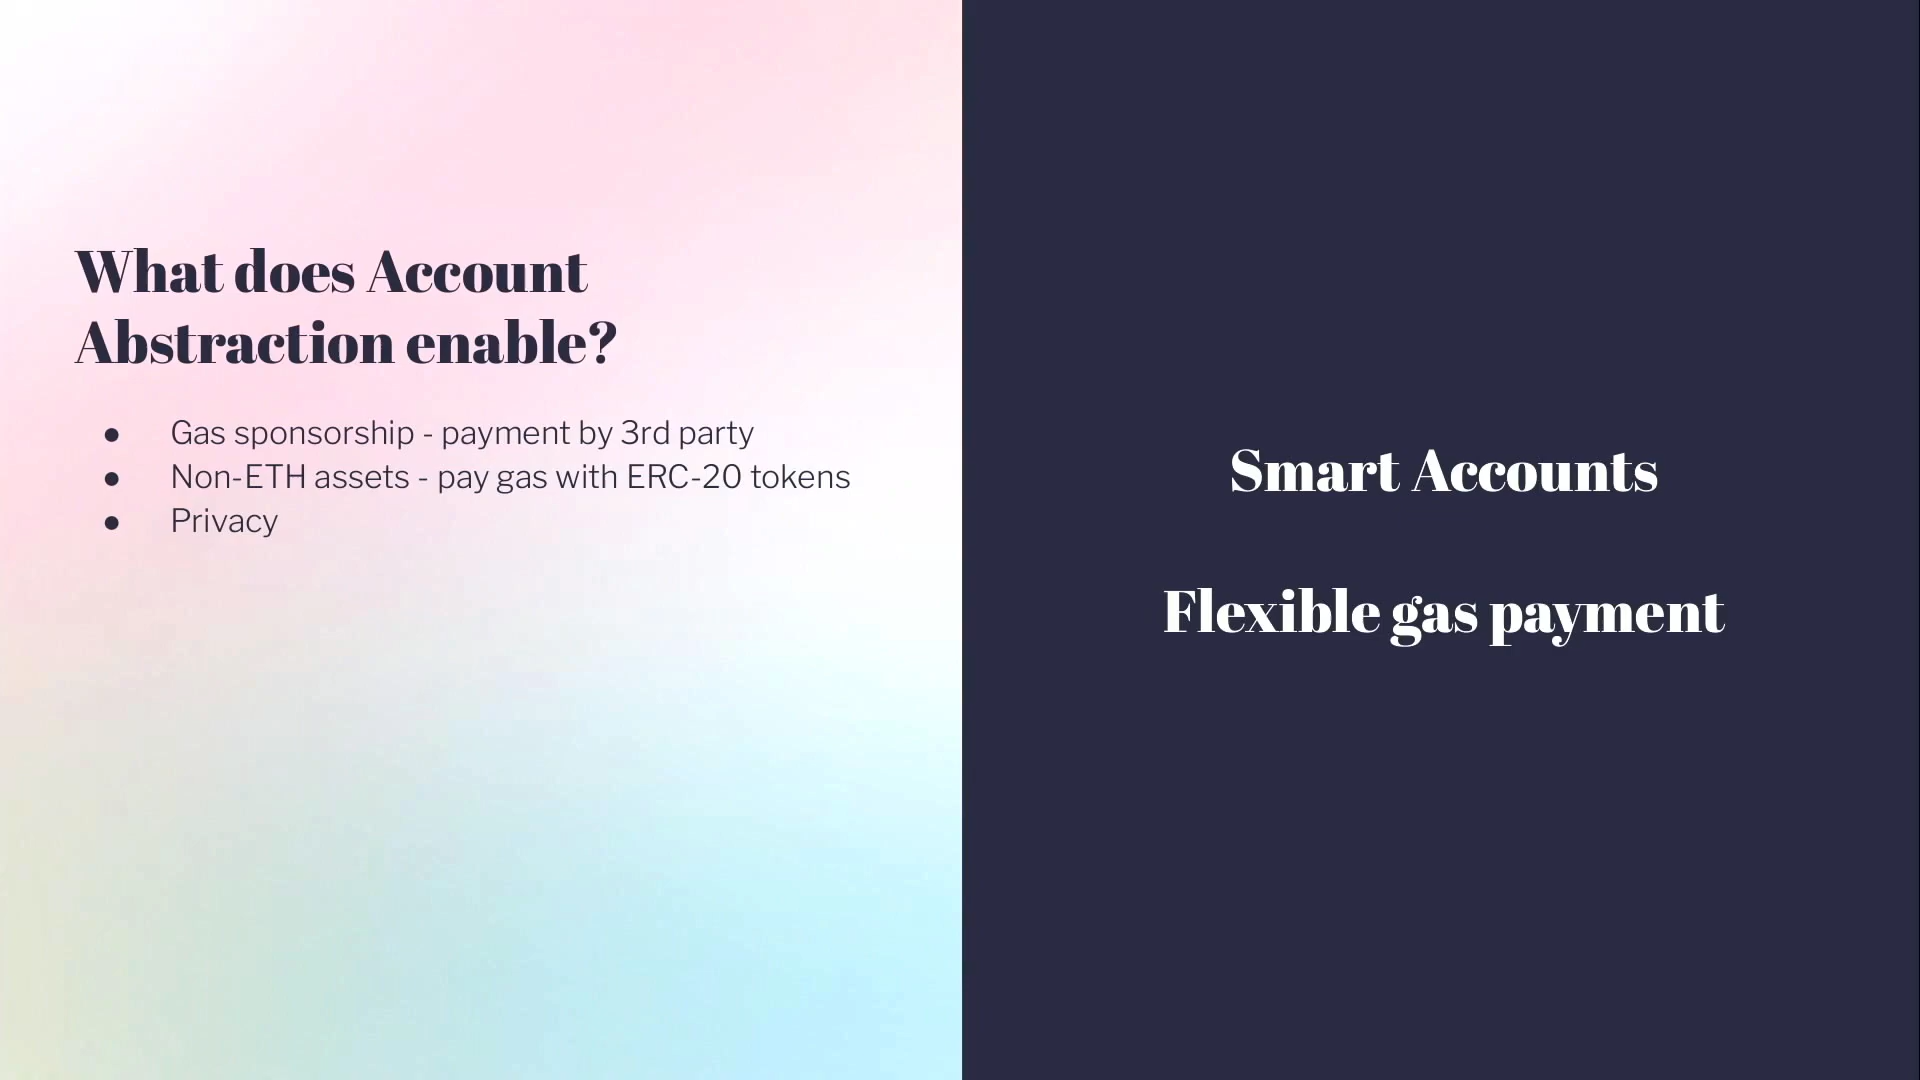 What does Account
Abstraction enable?
● Gas sponsorship - payment by 3rd party
● Non-ETH assets - pay gas with ERC-20 tokens
● Privacy
Smart Accounts
Flexible gas payment